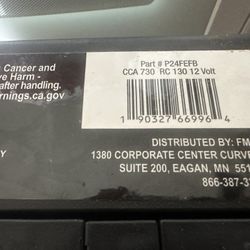 Cancer and
ve Harm -
after handling.
nings.ca.gov
Part # P24FEFB
CCA 730 RC 130 12 Volt
1 90327 66996 4
Y
DISTRIBUTED BY: FM
1380 CORPORATE CENTER CURVE
SUITE 200, EAGAN, MN 551
866-387-3